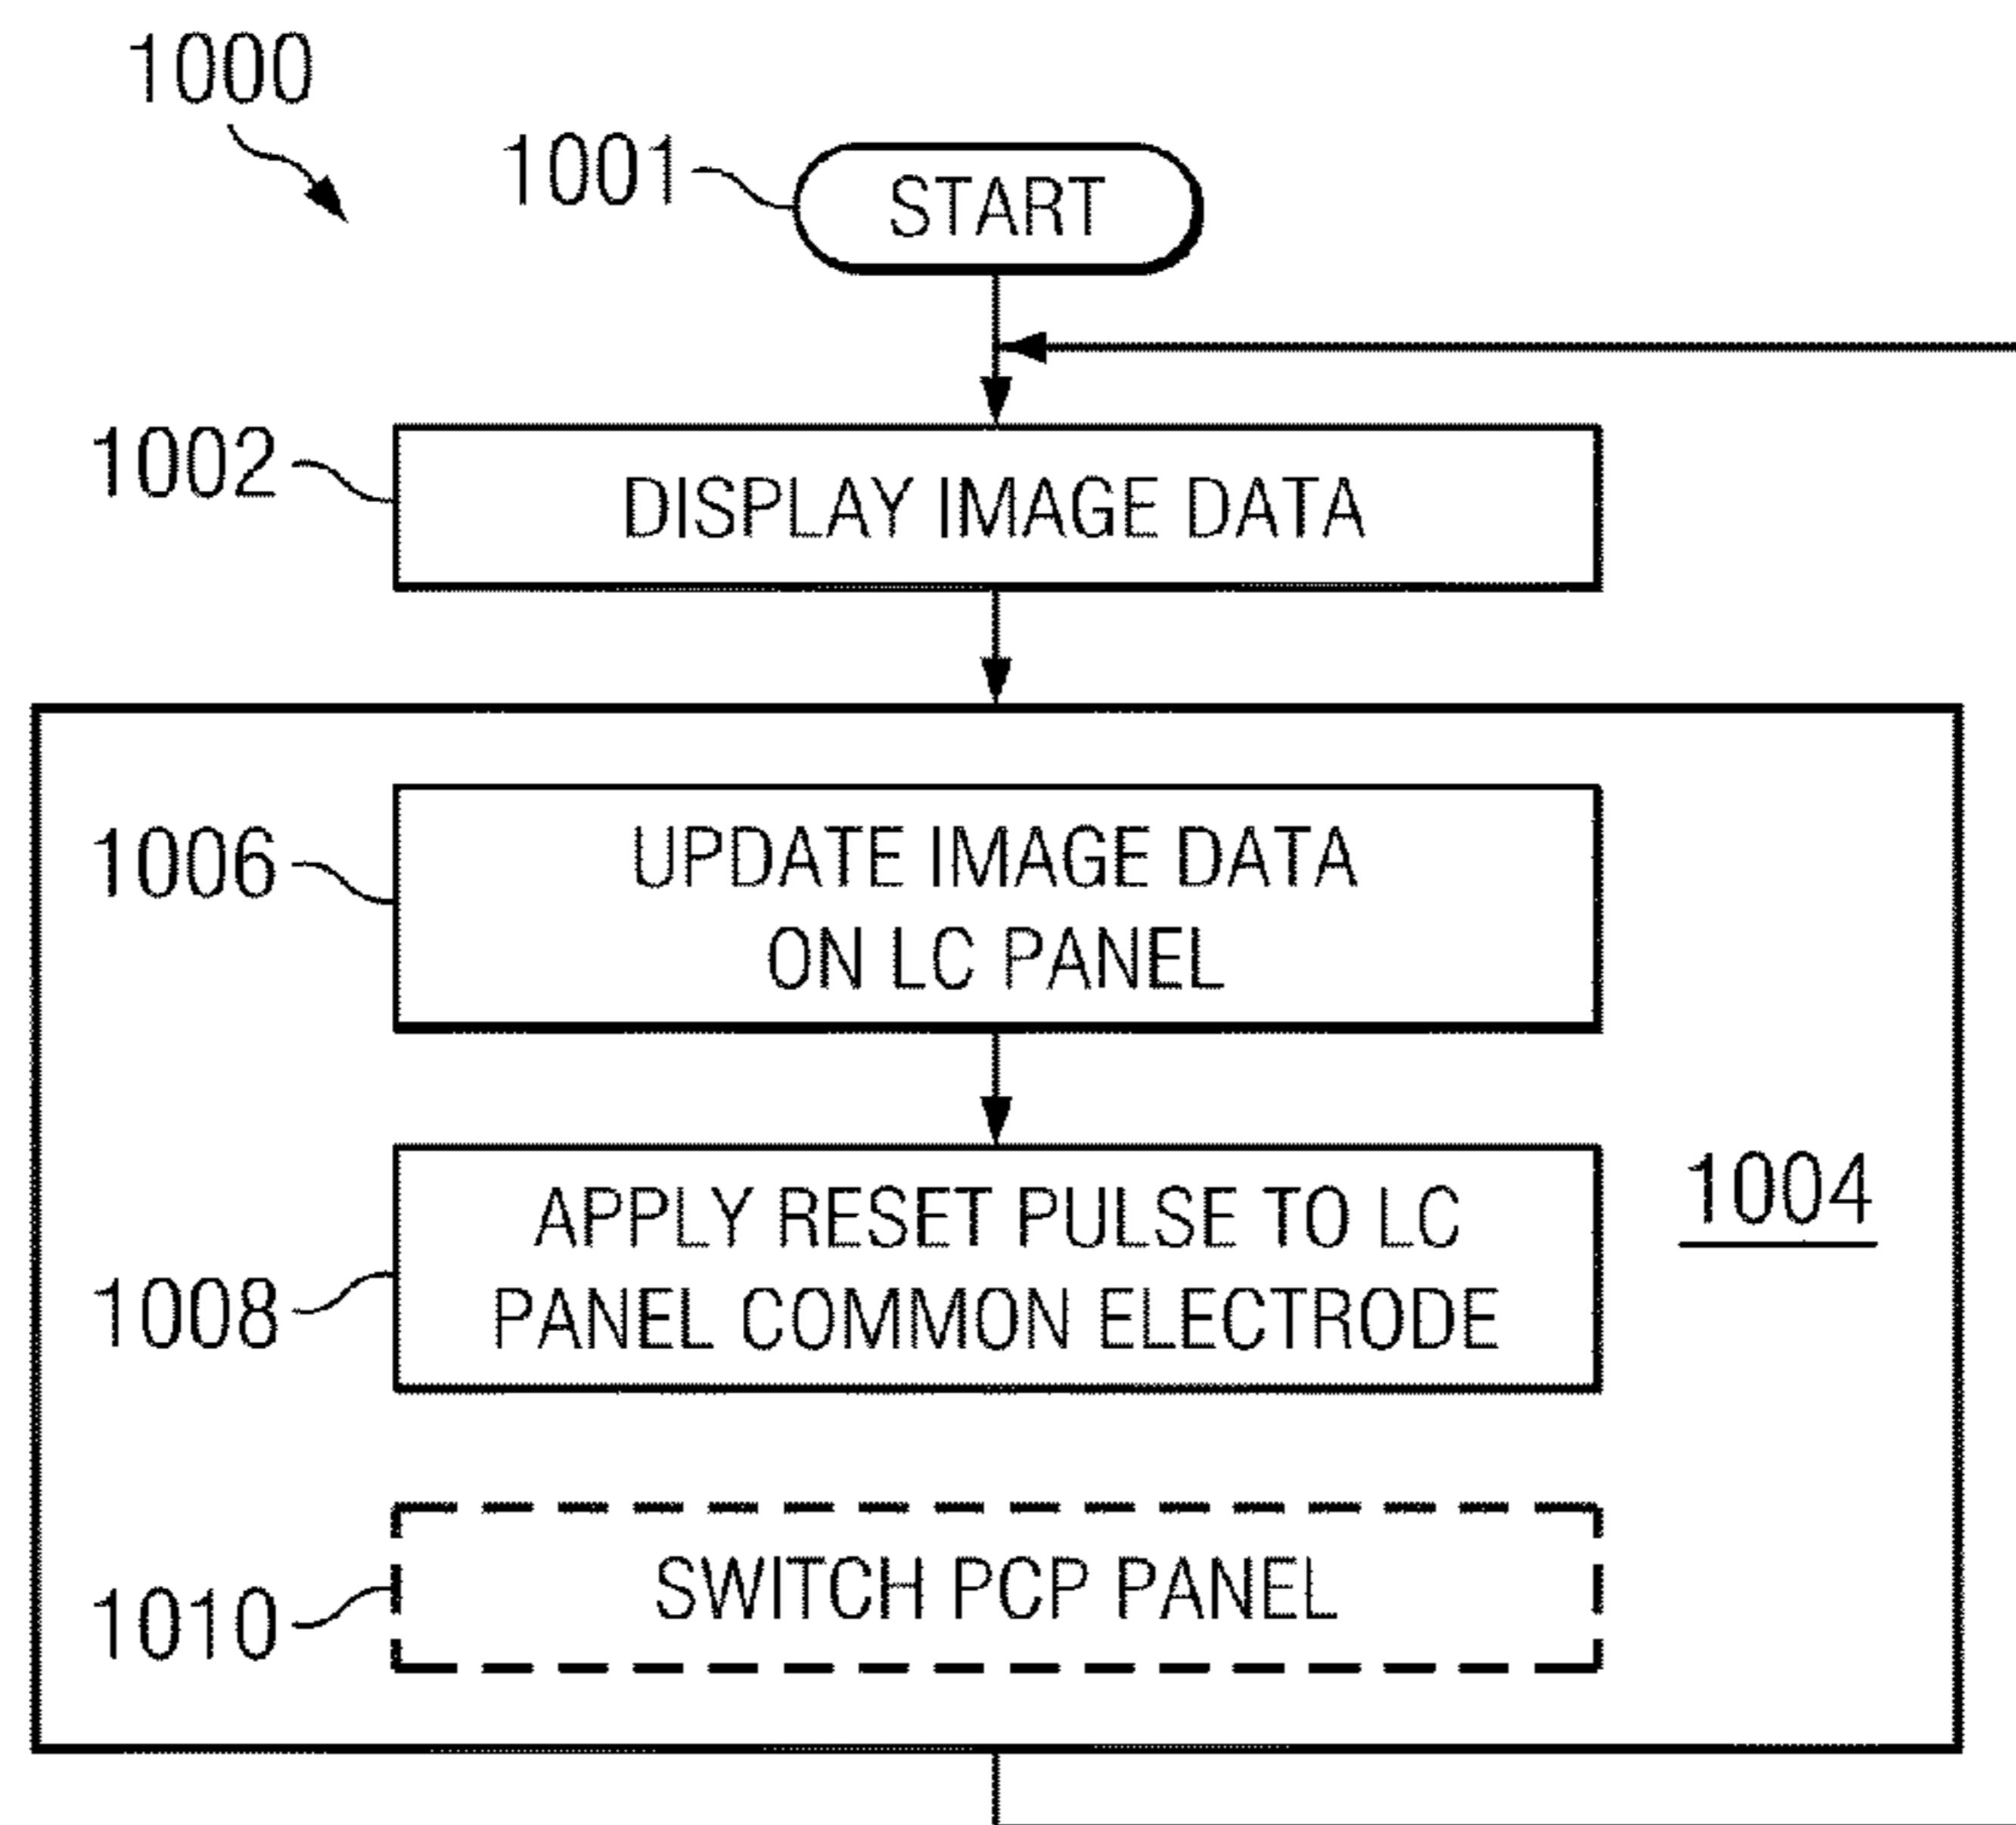 1000
1001
START
1002
DISPLAY IMAGE DATA
1006
UPDATE IMAGE DATA
ON LC PANEL
1004
1008
APPLY RESET PULSE TO LC
PANEL COMMON ELECTRODE
1010
SWITCH PCP PANEL